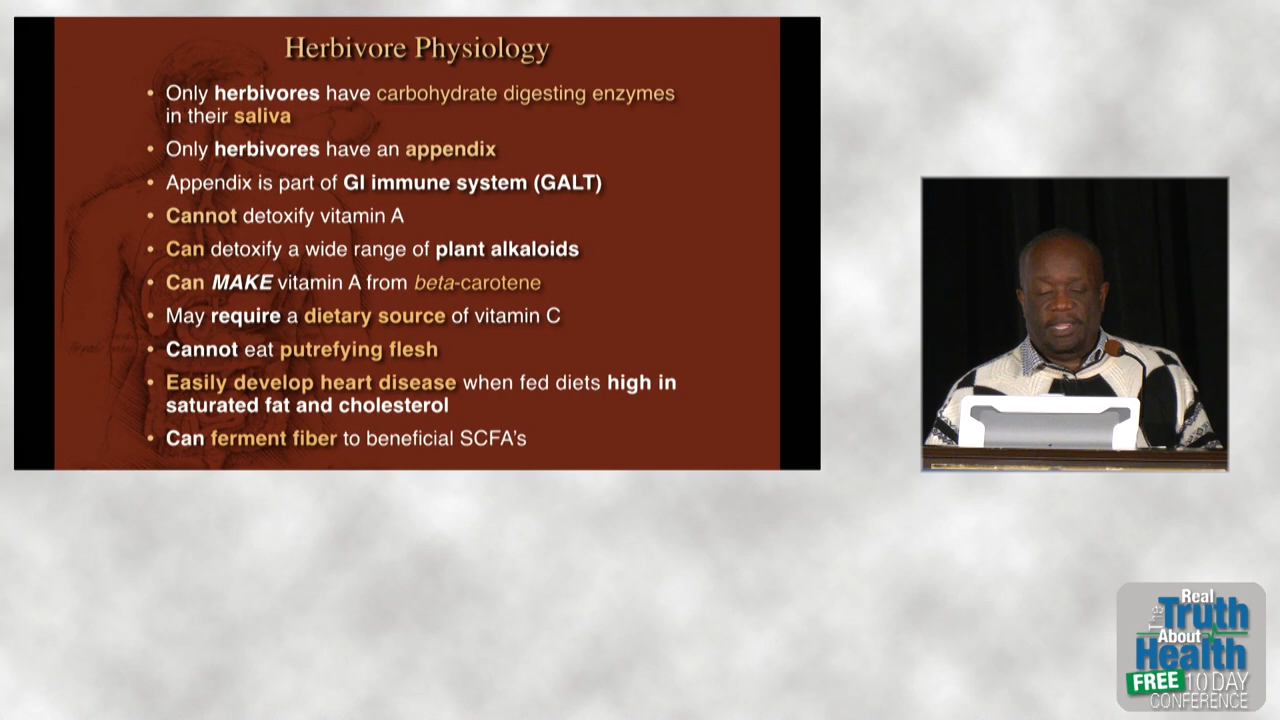 Herbivore Physiology
• Only herbivores have carbohydrate digesting enzymes
in their saliva
• Only herbivores have an appendix
• Appendix is part of GI immune system (GALT)
• Cannot detoxify vitamin A
• Can detoxify a wide range of plant alkaloids
• Can MAKE vitamin A from beta-carotene
• May require a dietary source of vitamin C
• Cannot eat putrefying flesh
• Easily develop heart disease when fed diets high in
saturated fat and cholesterol
• Can ferment fiber to beneficial SCFA's
The Real
Truth
About
Health
FREE 10 DAY
CONFERENCE